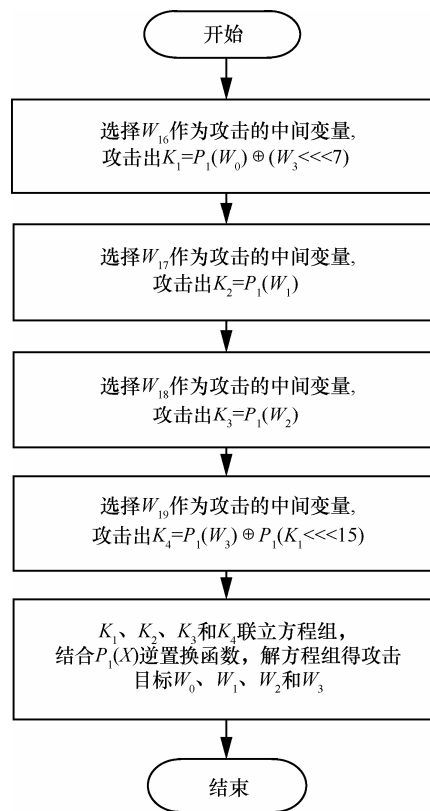 开始
选择W₁₆作为攻击的中间变量,
攻击出K₁=P₁(W₀)⊕(W₃<<<7)
选择W₁₇作为攻击的中间变量,
攻击出K₂=P₁(W₁)
选择W₁₈作为攻击的中间变量,
攻击出K₃=P₁(W₂)
选择W₁₉作为攻击的中间变量,
攻击出K₄=P₁(W₃)⊕P₁(K₁<<<15)
K₁、K₂、K₃和K₄联立方程组，
结合P₁(X)逆置换函数，解方程组得攻击
目标W₀、W₁、W₂和W₃
结束